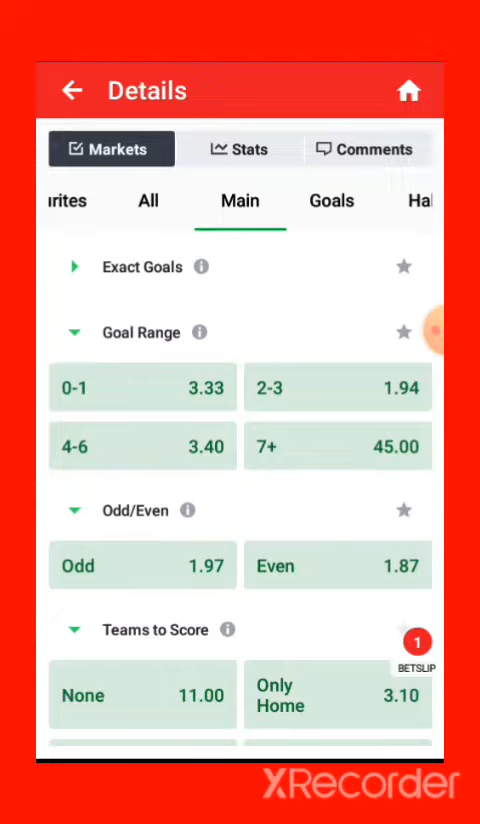 Details
Markets
Stats
Comments
ırites
All
Main
Goals
Hal
Exact Goals
Goal Range
0-1 3.33 2-3 1.94
4-6 3.40 7+ 45.00
Odd/Even
Odd 1.97 Even 1.87
Teams to Score
1
BETSLIP
None 11.00 Only Home 3.10
XRecorder